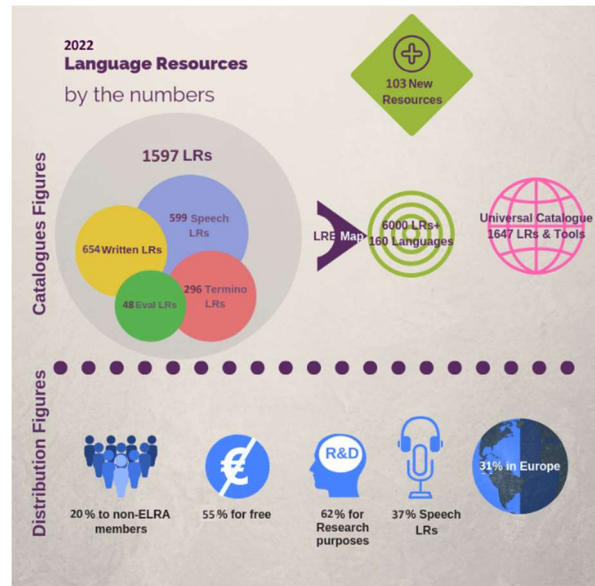 2022
Language Resources
by the numbers
103 New
Resources
Catalogues Figures
1597 LRs
599 Speech
LRs
654 Written LRs
296 Termino
LRs
48 Eval LRs
LRE Map
6000 LRs+
160 Languages
Universal Catalogue
1647 LRs & Tools
Distribution Figures
20% to non-ELRA
members
€
55% for free
R&D
62% for
Research
purposes
37% Speech
LRs
31% in Europe